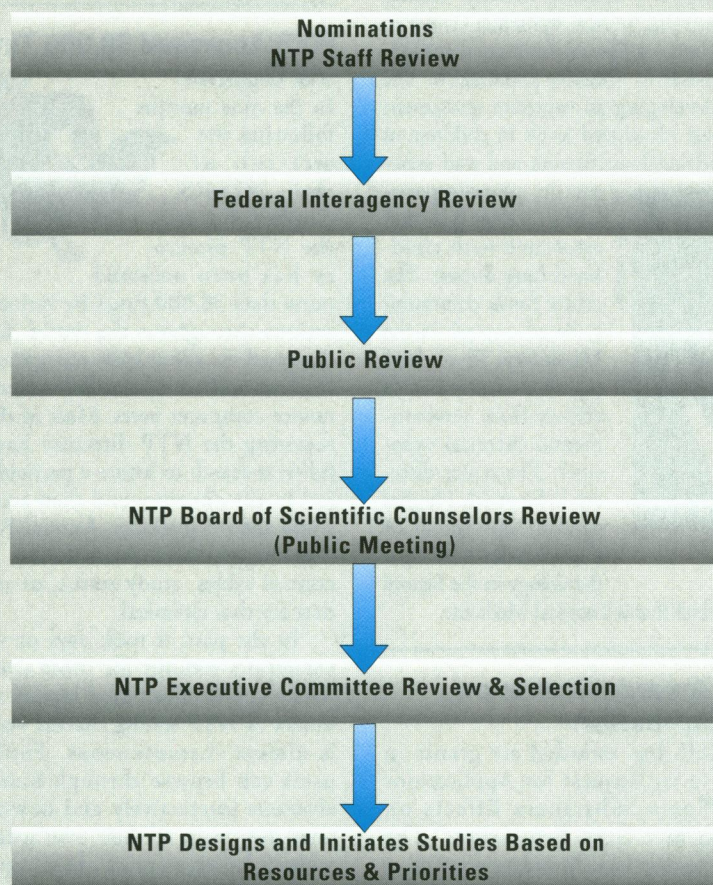 Nominations
NTP Staff Review
Federal Interagency Review
Public Review
NTP Board of Scientific Counselors Review
(Public Meeting)
NTP Executive Committee Review & Selection
NTP Designs and Initiates Studies Based on
Resources & Priorities